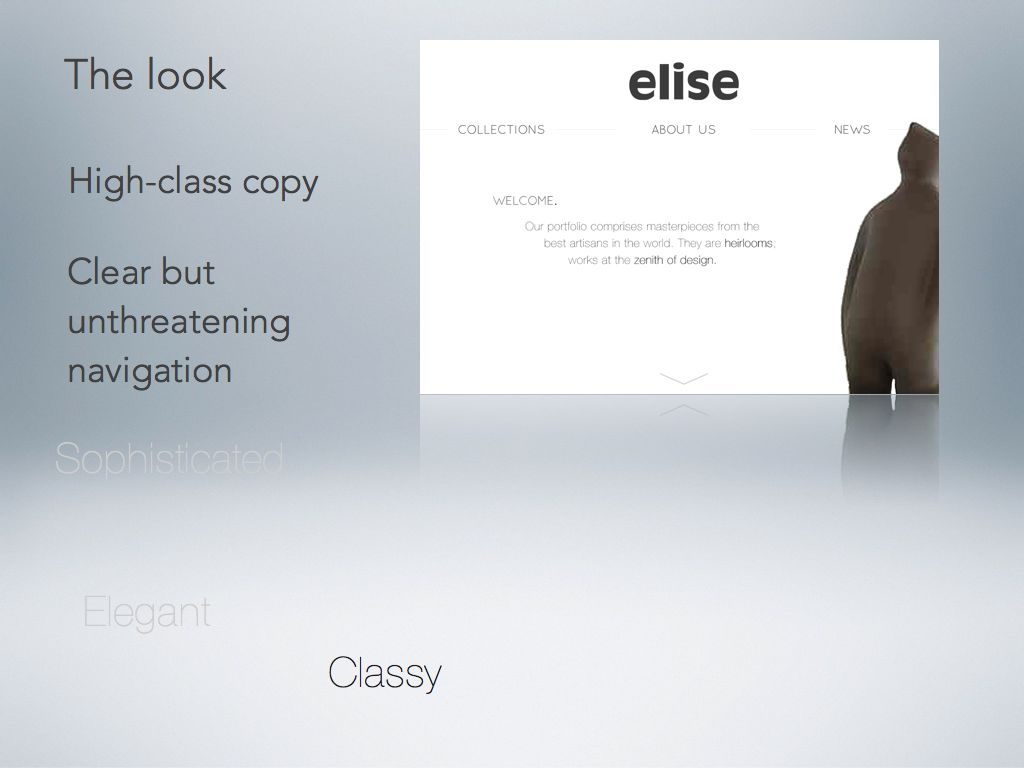 The look
High-class copy
Clear but
unthreatening
navigation
Sophisticated
Elegant
Classy
elise
COLLECTIONS
ABOUT US
NEWS
WELCOME.
Our portfolio comprises masterpieces from the
best artisans in the world. They are heirlooms;
works at the zenith of design.